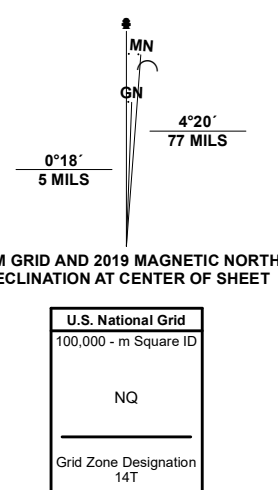 MN
GN
4°20´
77 MILS
0°18´
5 MILS
M GRID AND 2019 MAGNETIC NORTH
ECLINATION AT CENTER OF SHEET
U.S. National Grid
100,000 - m Square ID
NQ
Grid Zone Designation
14T